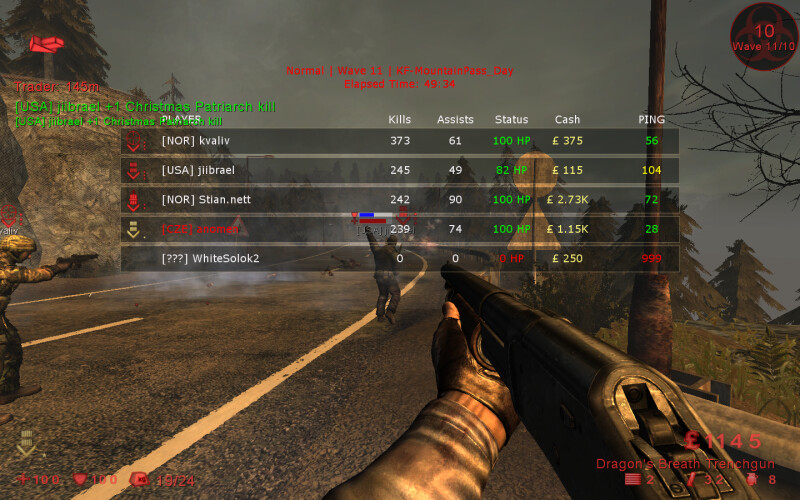 10
Wave 11/10
Normal | Wave 11 | KF-MountainPass_Day
Elapsed Time: 49:34
Trader: 145m
[USA] jiibrael +1 Christmas Patriarch kill
[USA] jiibrael +1 Christmas Patriarch kill
PLAYER Kills Assists Status Cash PING
[NOR] kvaliv 373 61 100 HP £ 375 56
[USA] jiibrael 245 49 82 HP £ 115 104
[NOR] Stian.nett 242 90 100 HP £ 2.73K 72
239 74 100 HP £ 1.15K 28
[???] WhiteSolok2 0 0 0 HP £ 250 999
£1145
Dragon's Breath Trenchgun
100 100 19/24 2 32 8